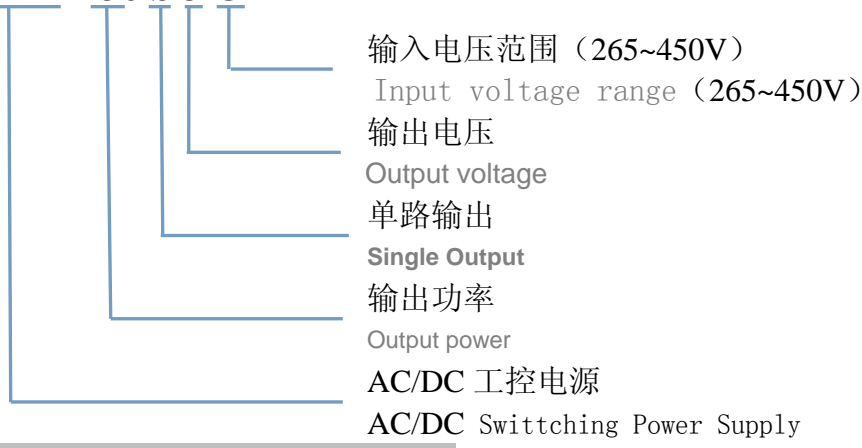 输入电压范围（265~450V）
Input voltage range（265~450V）
输出电压
Output voltage
单路输出
Single Output
输出功率
Output power
AC/DC 工控电源
AC/DC Swittching Power Supply